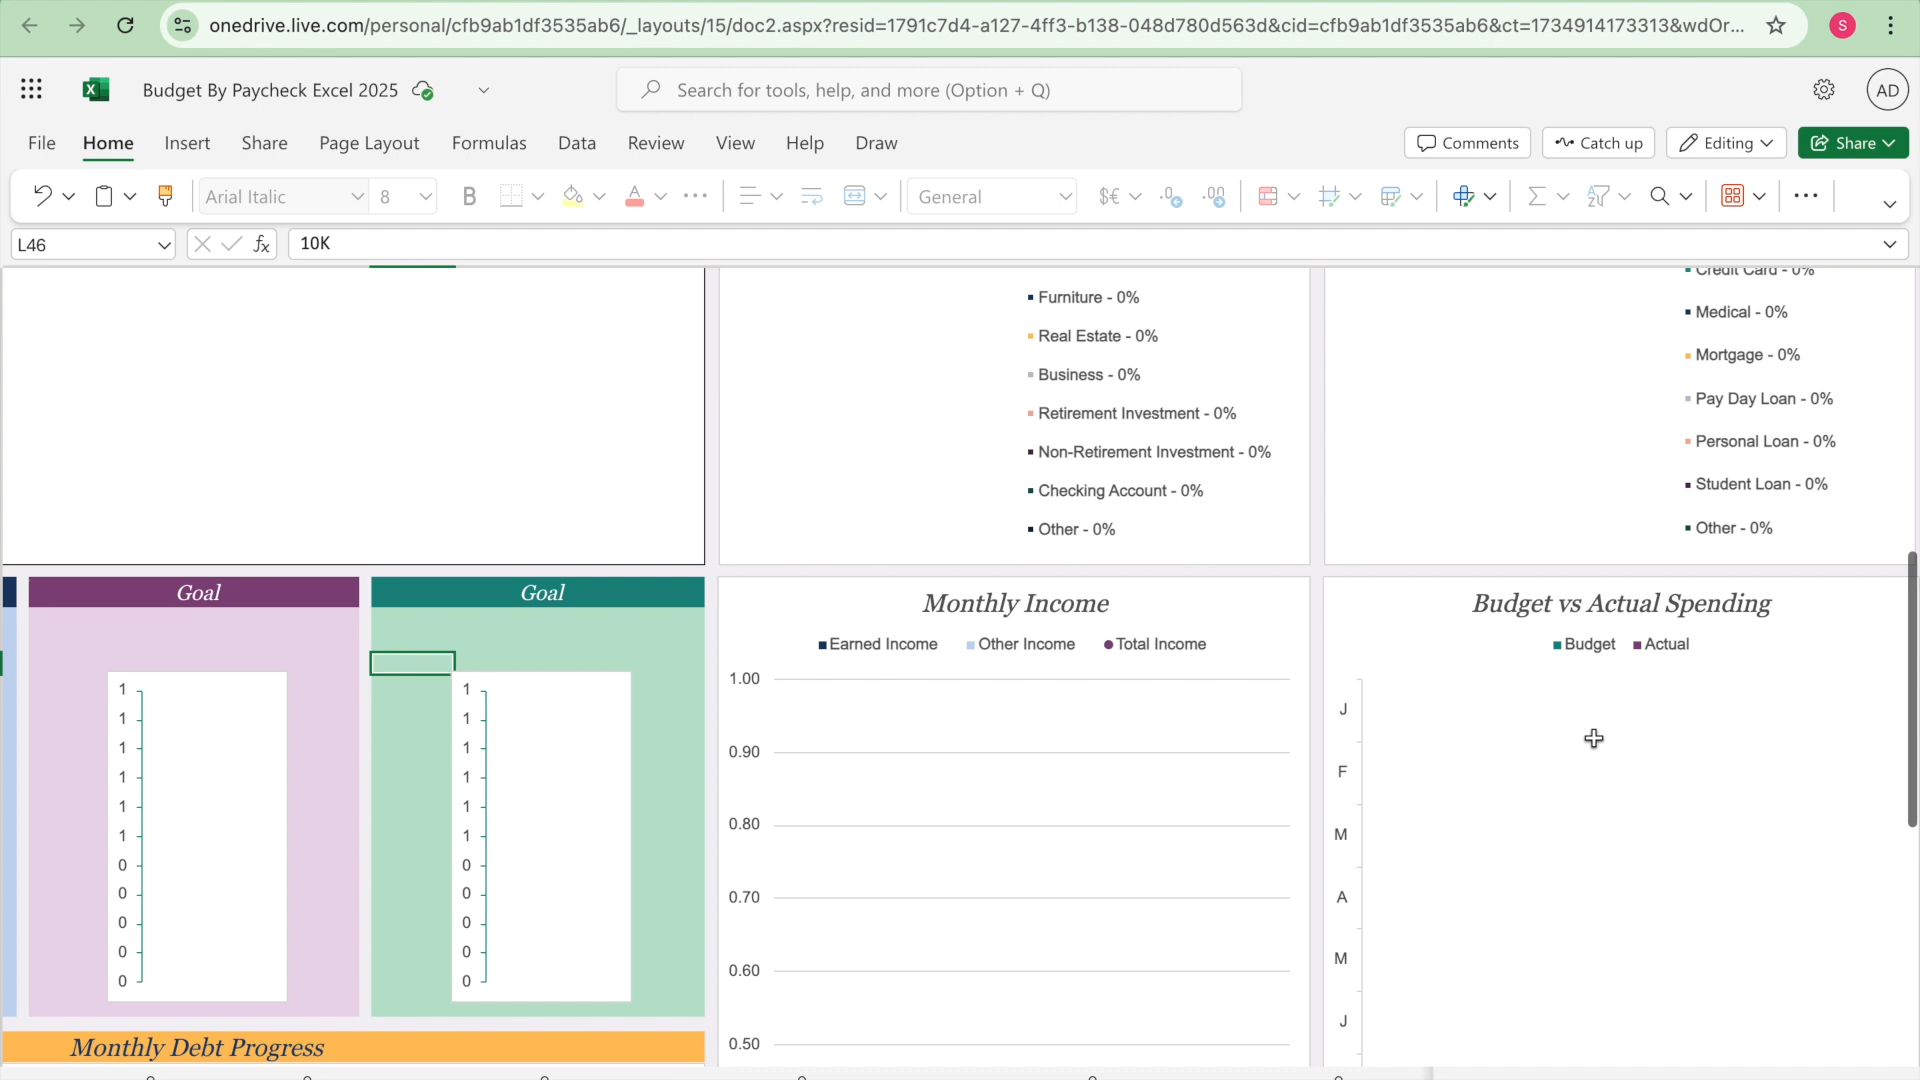 onedrive.live.com/personal/cfb9ab1df3535ab6/_layouts/15/doc2.aspx?resid=1791c7d4-a127-4ff3-b138-048d780d563d&cid=cfb9ab1df3535ab6&ct=1734914173313&wdOr...
S
Budget By Paycheck Excel 2025
Search for tools, help, and more (Option + Q)
AD
File Home Insert Share Page Layout Formulas Data Review View Help Draw
Comments Catch up Editing Share
Arial Italic 8 B A General $€
L46 fx 10K
Credit Card - 0%
Furniture - 0%
Real Estate - 0%
Business - 0%
Retirement Investment - 0%
Non-Retirement Investment - 0%
Checking Account - 0%
Other - 0%
Medical - 0%
Mortgage - 0%
Pay Day Loan - 0%
Personal Loan - 0%
Student Loan - 0%
Other - 0%
Goal
1
1
1
1
1
1
0
0
0
0
0
Goal
1
1
1
1
1
1
0
0
0
0
0
Monthly Debt Progress
Monthly Income
Earned Income Other Income Total Income
1.00
0.90
0.80
0.70
0.60
0.50
Budget vs Actual Spending
Budget Actual
J
F
M
A
M
J